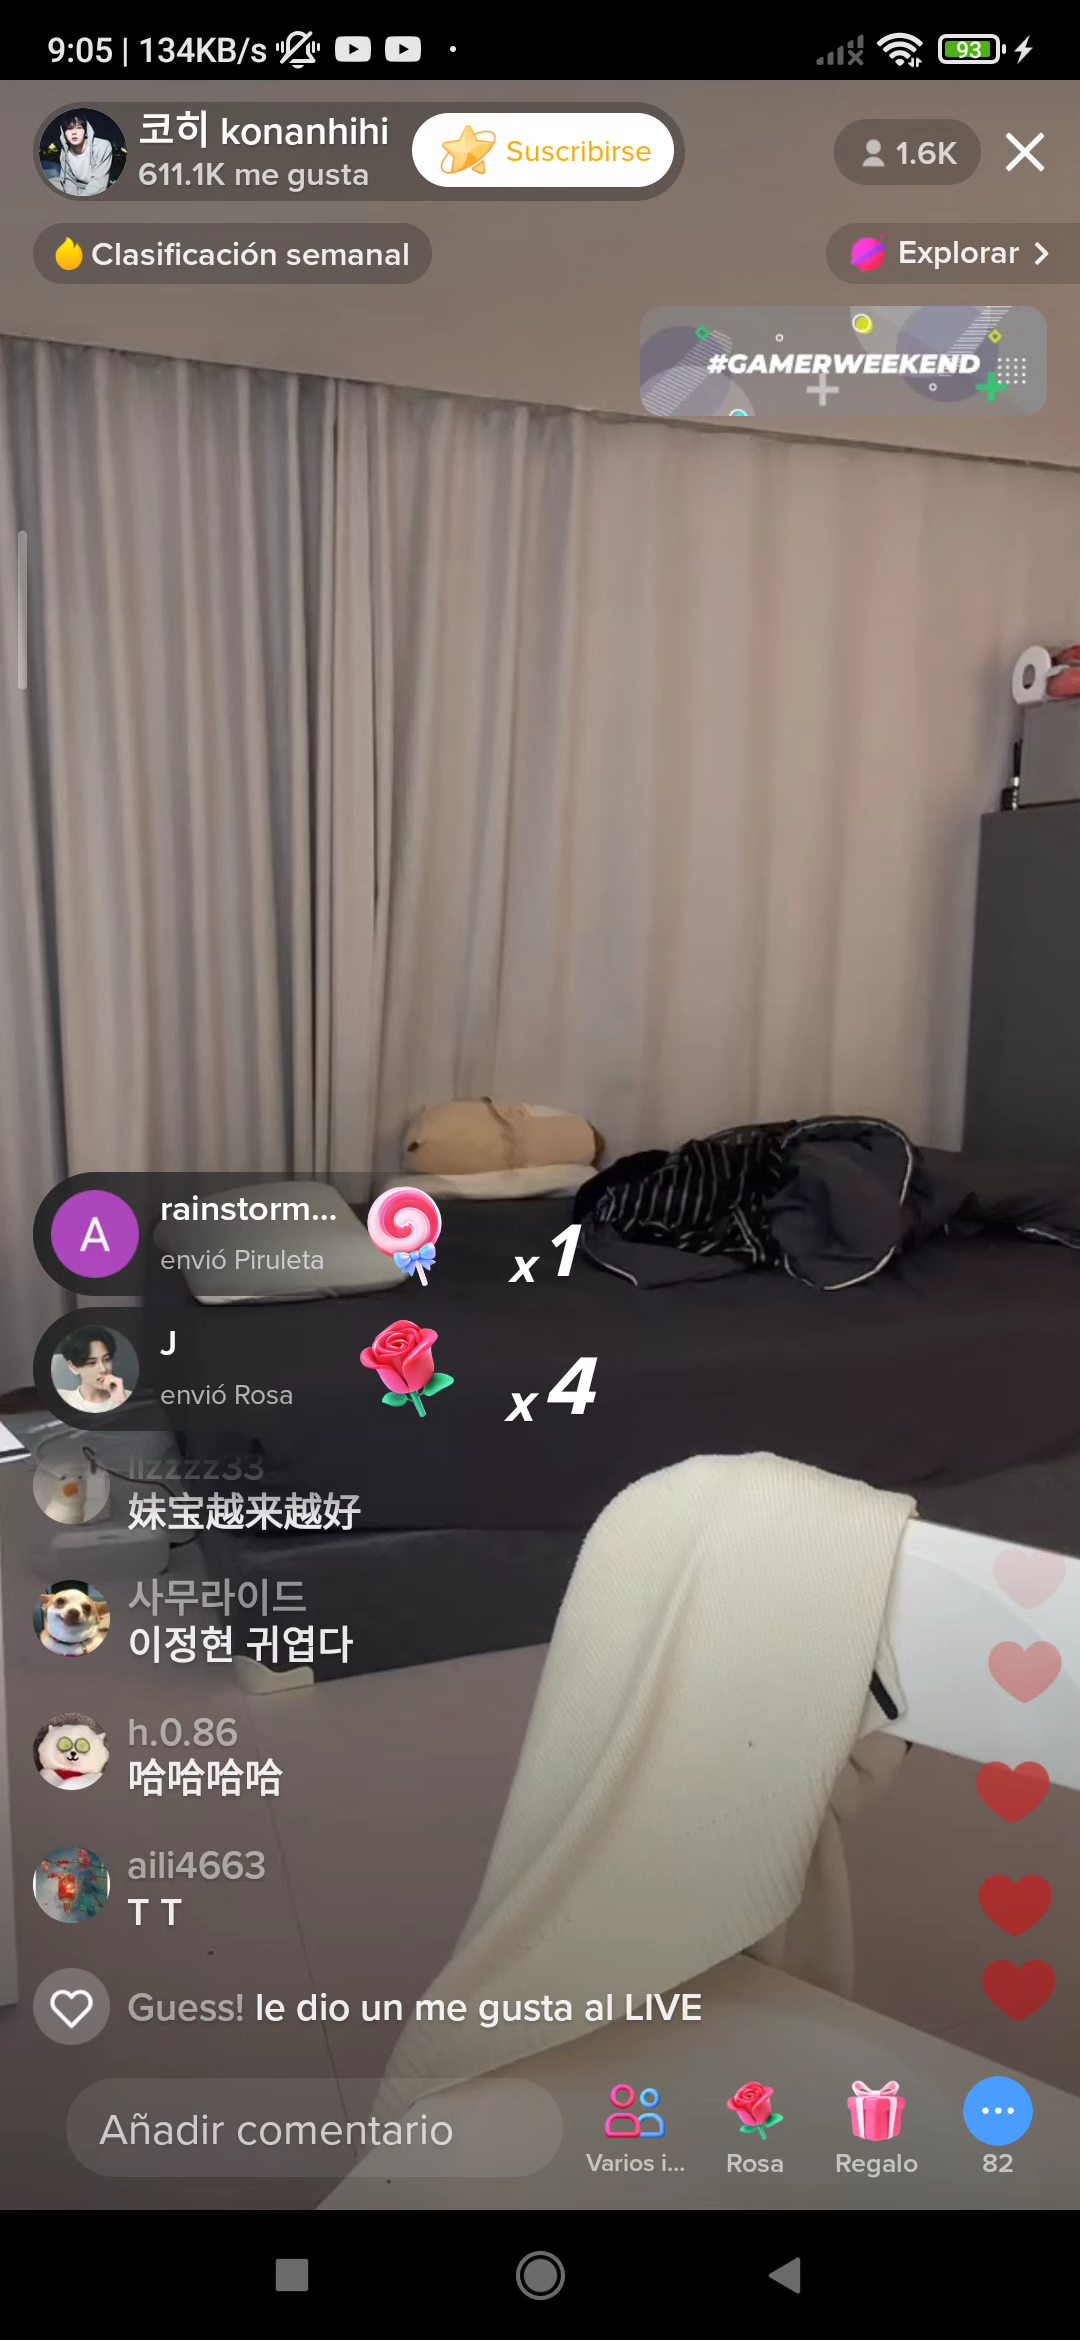 9:05 | 134KB/s
93
코히 konanhihi
611.1K me gusta
Suscribirse
1.6K
Clasificación semanal
Explorar
#GAMERWEEKEND
A
rainstorm...
envió Piruleta
x1
J
envió Rosa
x4
llzzzz33
妹宝越来越好
사무라이드
이정현 귀엽다
h.0.86
哈哈哈哈
aili4663
T T
Guess! le dio un me gusta al LIVE
Añadir comentario
Varios i...
Rosa
Regalo
82